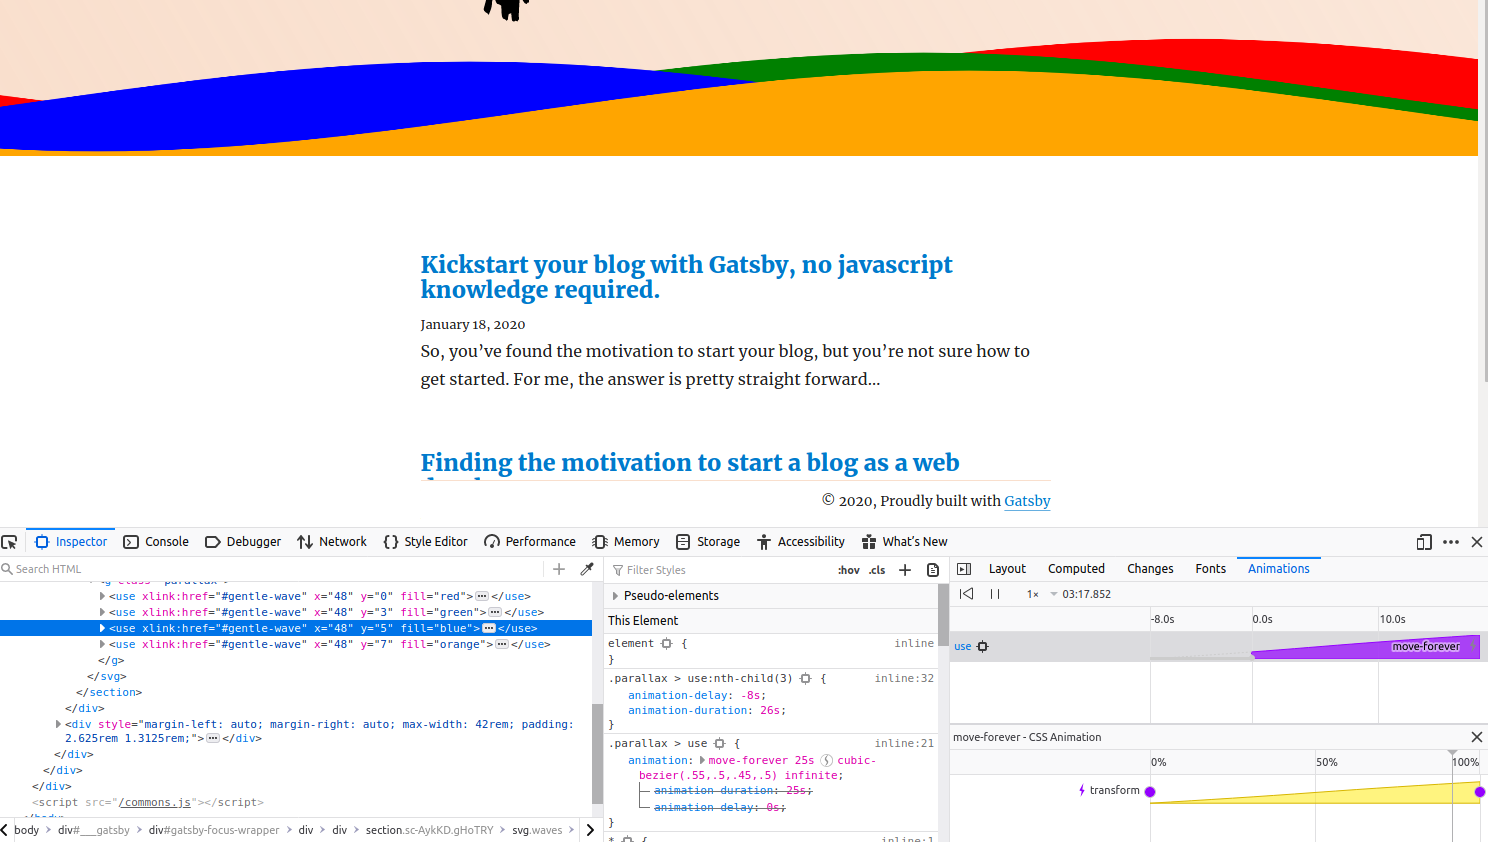 Kickstart your blog with Gatsby, no javascript
knowledge required.
January 18, 2020
So, you’ve found the motivation to start your blog, but you’re not sure how to
get started. For me, the answer is pretty straight forward...
Finding the motivation to start a blog as a web
© 2020, Proudly built with Gatsby
Inspector Console Debugger Network Style Editor Performance Memory Storage Accessibility What's New
Search HTML
<use xlink:href="#gentle-wave" x="48" y="0" fill="red"></use>
<use xlink:href="#gentle-wave" x="48" y="3" fill="green"></use>
<use xlink:href="#gentle-wave" x="48" y="5" fill="blue"></use>
<use xlink:href="#gentle-wave" x="48" y="7" fill="orange"></use>
</g>
</svg>
</section>
</div>
<div style="margin-left: auto; margin-right: auto; max-width: 42rem; padding:
2.625rem 1.3125rem;"></div>
</div>
</div>
</div>
<script src="/commons.js"></script>
body > div#___gatsby > div#gatsby-focus-wrapper > div > div > section.sc-AykKD.gHoTRY > svg.waves >
Filter Styles :hov .cls +
Pseudo-elements
This Element
element { inline
}
.parallax > use:nth-child(3) { inline:32
animation-delay: -8s;
animation-duration: 26s;
}
.parallax > use { inline:21
animation: move-forever 25s cubic-
bezier(.55,.5,.45,.5) infinite;
animation-duration: 25s;
animation-delay: 0s;
}
* { inline:1
Layout Computed Changes Fonts Animations
1× 03:17.852
-8.0s 0.0s 10.0s
use move-forever
move-forever - CSS Animation
0% 50% 100%
transform